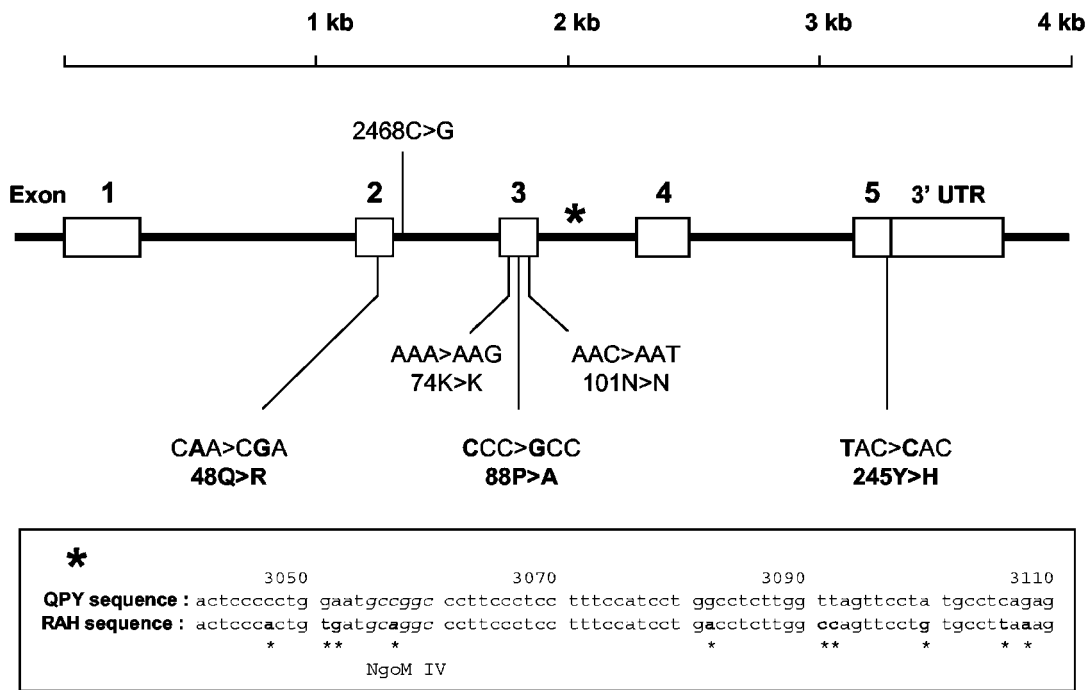 1 kb 2 kb 3 kb 4 kb
2468C>G
Exon 1 2 3 4 5 3' UTR
*
AAA>AAG AAC>AAT
74K>K 101N>N
CAA>CGA CCC>GCC TAC>CAC
48Q>R 88P>A 245Y>H
*
3050 3070 3090 3110
QPY sequence : actccccctg gaatgccggc ccttccctcc tttccatcct ggcctcttgg ttagttccta tgcctcagag
RAH sequence : actcccactg tgatgcaggc ccttccctcc tttccatcct gacctcttgg ccagttcctg tgccttaaag
* ** * * ** * * *
NgoM IV